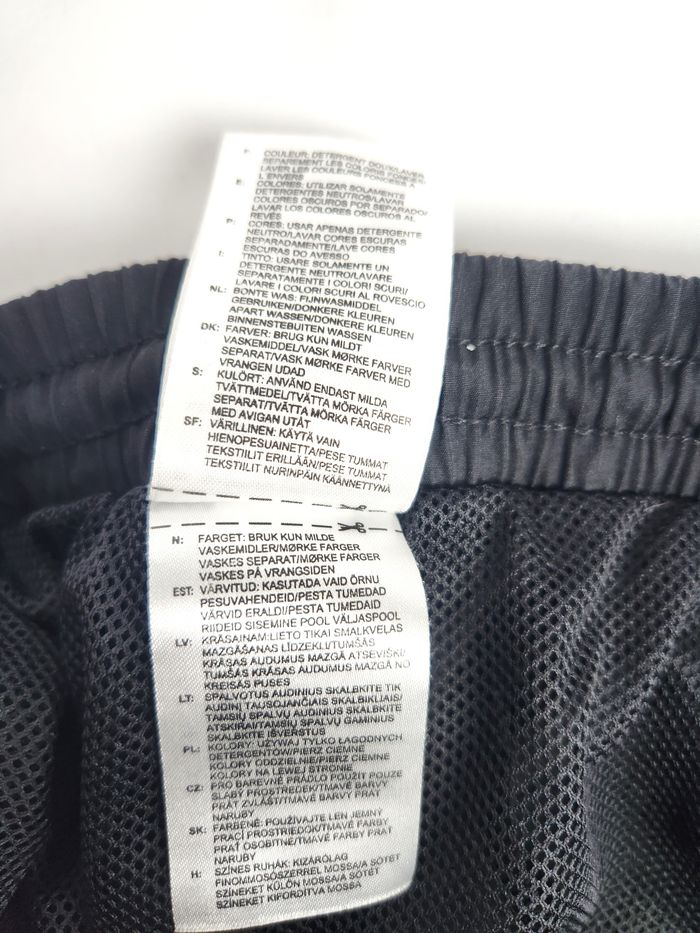 F: COULEUR: DETERGENT DOUX/LAVER
SEPAREMENT LES COLORIS FONCES/
LAVER LES COULEURS FONCEES A
L'ENVERS
E: COLORES: UTILIZAR SOLAMENTE
DETERGENTES NEUTROS/LAVAR
COLORES OSCUROS POR SEPARADO/
LAVAR LOS COLORES OSCUROS AL
REVÉS
P: CORES: USAR APENAS DETERGENTE
NEUTRO/LAVAR CORES ESCURAS
SEPARADAMENTE/LAVE CORES
ESCURAS DO AVESSO
I: TINTO: USARE SOLAMENTE UN
DETERGENTE NEUTRO/LAVARE
SEPARATAMENTE I COLORI SCURI/
LAVARE I COLORI SCURI AL ROVESCIO
NL: BONTE WAS: FIJNWASMIDDEL
GEBRUIKEN/DONKERE KLEUREN
APART WASSEN/DONKERE KLEUREN
BINNENSTEBUITEN WASSEN
DK: FARVER: BRUG KUN MILDT
VASKEMIDDEL/VASK MØRKE FARVER
SEPARAT/VASK MØRKE FARVER MED
VRANGEN UDAD
S: KULÖRT: ANVÄND ENDAST MILDA
TVÄTTMEDEL/TVÄTTA MÖRKA FÄRGER
SEPARAT/TVÄTTA MÖRKA FÄRGER
MED AVIGAN UTÅT
SF: VÄRILLINEN: KÄYTÄ VAIN
HIENOPESUAINETTA/PESE TUMMAT
TEKSTIILIT ERILLÄÄN/PESE TUMMAT
TEKSTIILIT NURINPÄIN KÄÄNNETTYNÄ
N: FARGET: BRUK KUN MILDE
VASKEMIDLER/MØRKE FARGER
VASKES SEPARAT/MØRKE FARGER
VASKES PÅ VRANGSIDEN
EST: VÄRVITUD: KASUTADA VAID ÕRNU
PESUVAHENDEID/PESTA TUMEDAD
VÄRVID ERALDI/PESTA TUMEDAID
RIIDEID SISEMINE POOL VÄLJASPOOL
LV: KRĀSAINAM: LIETO TIKAI SMALKVEĻAS
MAZGĀŠANAS LĪDZEKLI/TUMŠĀS
KRĀSAS AUDUMUS MAZGĀ ATSEVIŠĶI/
TUMŠĀS KRĀSAS AUDUMUS MAZGĀ NO
KREISĀS PUSES
LT: SPALVOTUS AUDINIUS SKALBKITE TIK
AUDINĮ TAUSOJANČIAIS SKALBIKLIAIS/
TAMSIŲ SPALVŲ AUDINIUS SKALBKITE
ATSKIRAI/TAMSIŲ SPALVŲ GAMINIUS
SKALBKITE IŠVERSTUS
PL: KOLORY: UŻYWAJ TYLKO ŁAGODNYCH
DETERGENTÓW/PIERZ CIEMNE
KOLORY ODDZIELNIE/PIERZ CIEMNE
KOLORY NA LEWEJ STRONIE
CZ: PRO BAREVNÉ PRÁDLO POUŽÍT POUZE
SLABÝ PROSTŘEDEK/TMAVÉ BARVY
PRÁT ZVLÁŠŤ/TMAVÉ BARVY PRÁT
NARUBY
SK: FARBENÉ: POUŽÍVAJTE LEN JEMNÝ
PRACÍ PROSTRIEDOK/TMAVÉ FARBY
PRAŤ OSOBITNE/TMAVÉ FARBY PRAŤ
NARUBY
H: SZÍNES RUHÁK: KIZÁRÓLAG
FINOMMOSÓSZERREL MOSSA/A SÖTÉT
SZÍNEKET KÜLÖN MOSSA/A SÖTÉT
SZÍNEKET KIFORDÍTVA MOSSA